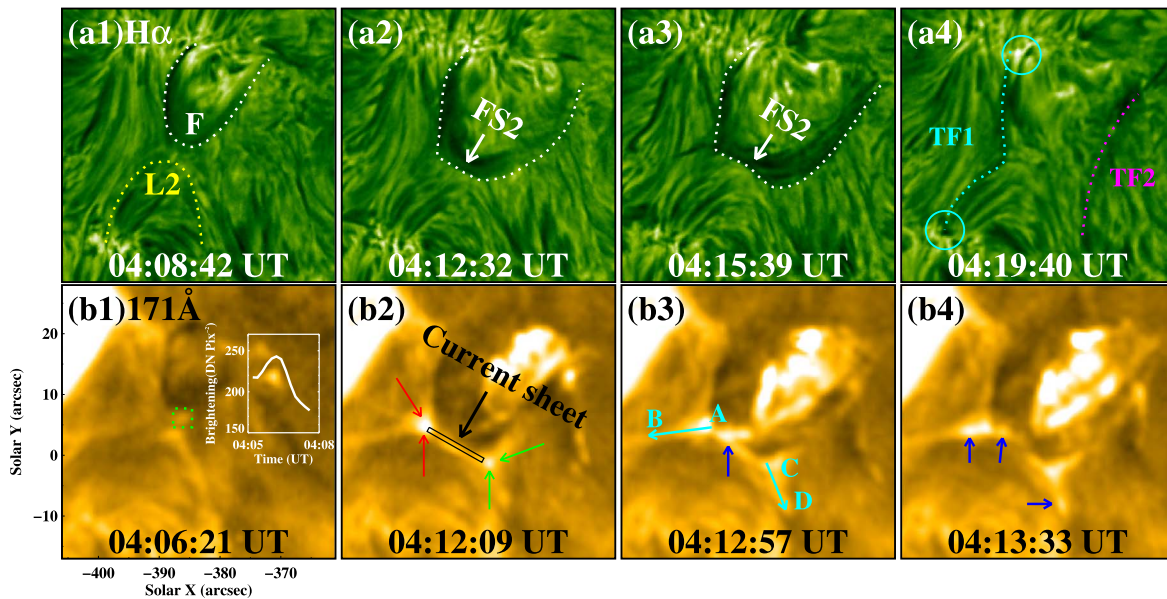 (a1)Hα
F
L2
04:08:42 UT
(a2)
FS2
04:12:32 UT
(a3)
FS2
04:15:39 UT
(a4)
TF1
TF2
04:19:40 UT
(b1)171Å
Brightening(DN Pix⁻²)
250
200
150
04:05
04:08
Time (UT)
04:06:21 UT
(b2)
Current sheet
04:12:09 UT
(b3)
B
A
C
D
04:12:57 UT
(b4)
04:13:33 UT
Solar Y (arcsec)
20
10
0
−10
−400
−390
−380
−370
Solar X (arcsec)